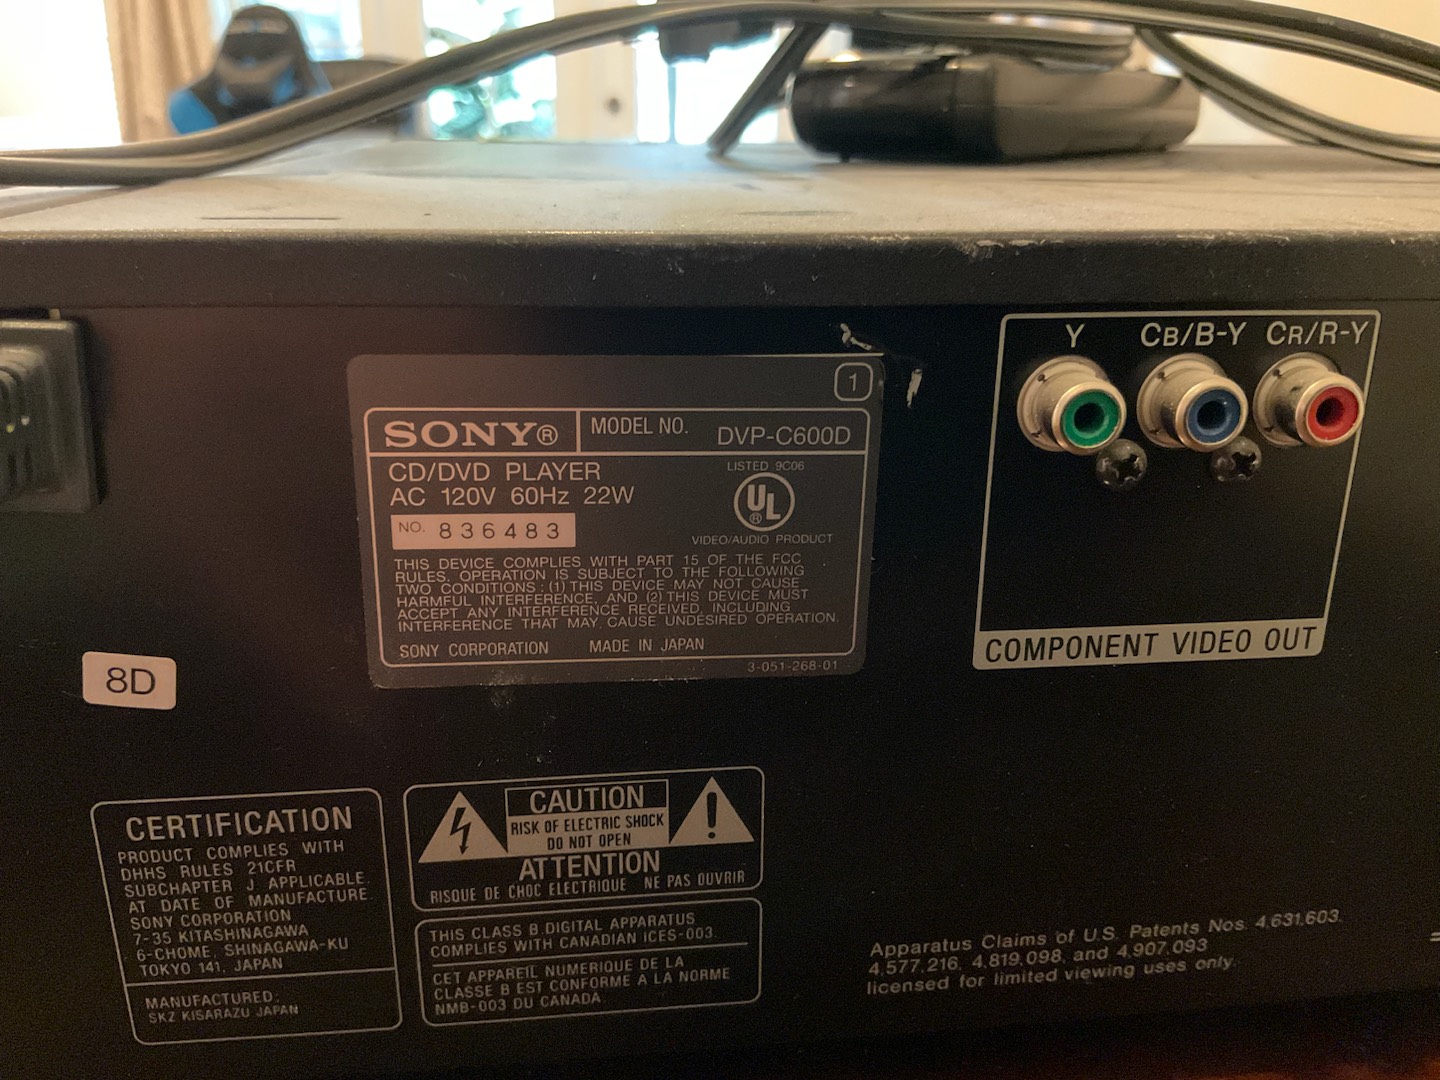 Y CB/B-Y CR/R-Y
COMPONENT VIDEO OUT
1
SONY® MODEL NO. DVP-C600D
CD/DVD PLAYER
AC 120V 60Hz 22W
NO. 836483
LISTED 9C06
UL®
VIDEO/AUDIO PRODUCT
THIS DEVICE COMPLIES WITH PART 15 OF THE FCC
RULES. OPERATION IS SUBJECT TO THE FOLLOWING
TWO CONDITIONS : (1) THIS DEVICE MAY NOT CAUSE
HARMFUL INTERFERENCE, AND (2) THIS DEVICE MUST
ACCEPT ANY INTERFERENCE RECEIVED, INCLUDING
INTERFERENCE THAT MAY CAUSE UNDESIRED OPERATION.
SONY CORPORATION MADE IN JAPAN
3-051-268-01
8D
CERTIFICATION
PRODUCT COMPLIES WITH
DHHS RULES 21CFR
SUBCHAPTER J APPLICABLE
AT DATE OF MANUFACTURE
SONY CORPORATION
7-35 KITASHINAGAWA
6-CHOME, SHINAGAWA-KU
TOKYO 141, JAPAN
MANUFACTURED:
SKZ KISARAZU JAPAN
CAUTION
RISK OF ELECTRIC SHOCK
DO NOT OPEN
ATTENTION
RISQUE DE CHOC ELECTRIQUE NE PAS OUVRIR
THIS CLASS B DIGITAL APPARATUS
COMPLIES WITH CANADIAN ICES-003.
CET APPAREIL NUMERIQUE DE LA
CLASSE B EST CONFORME A LA NORME
NMB-003 DU CANADA.
Apparatus Claims of U.S. Patents Nos. 4,631,603,
4,577,216, 4,819,098, and 4,907,093
licensed for limited viewing uses only.